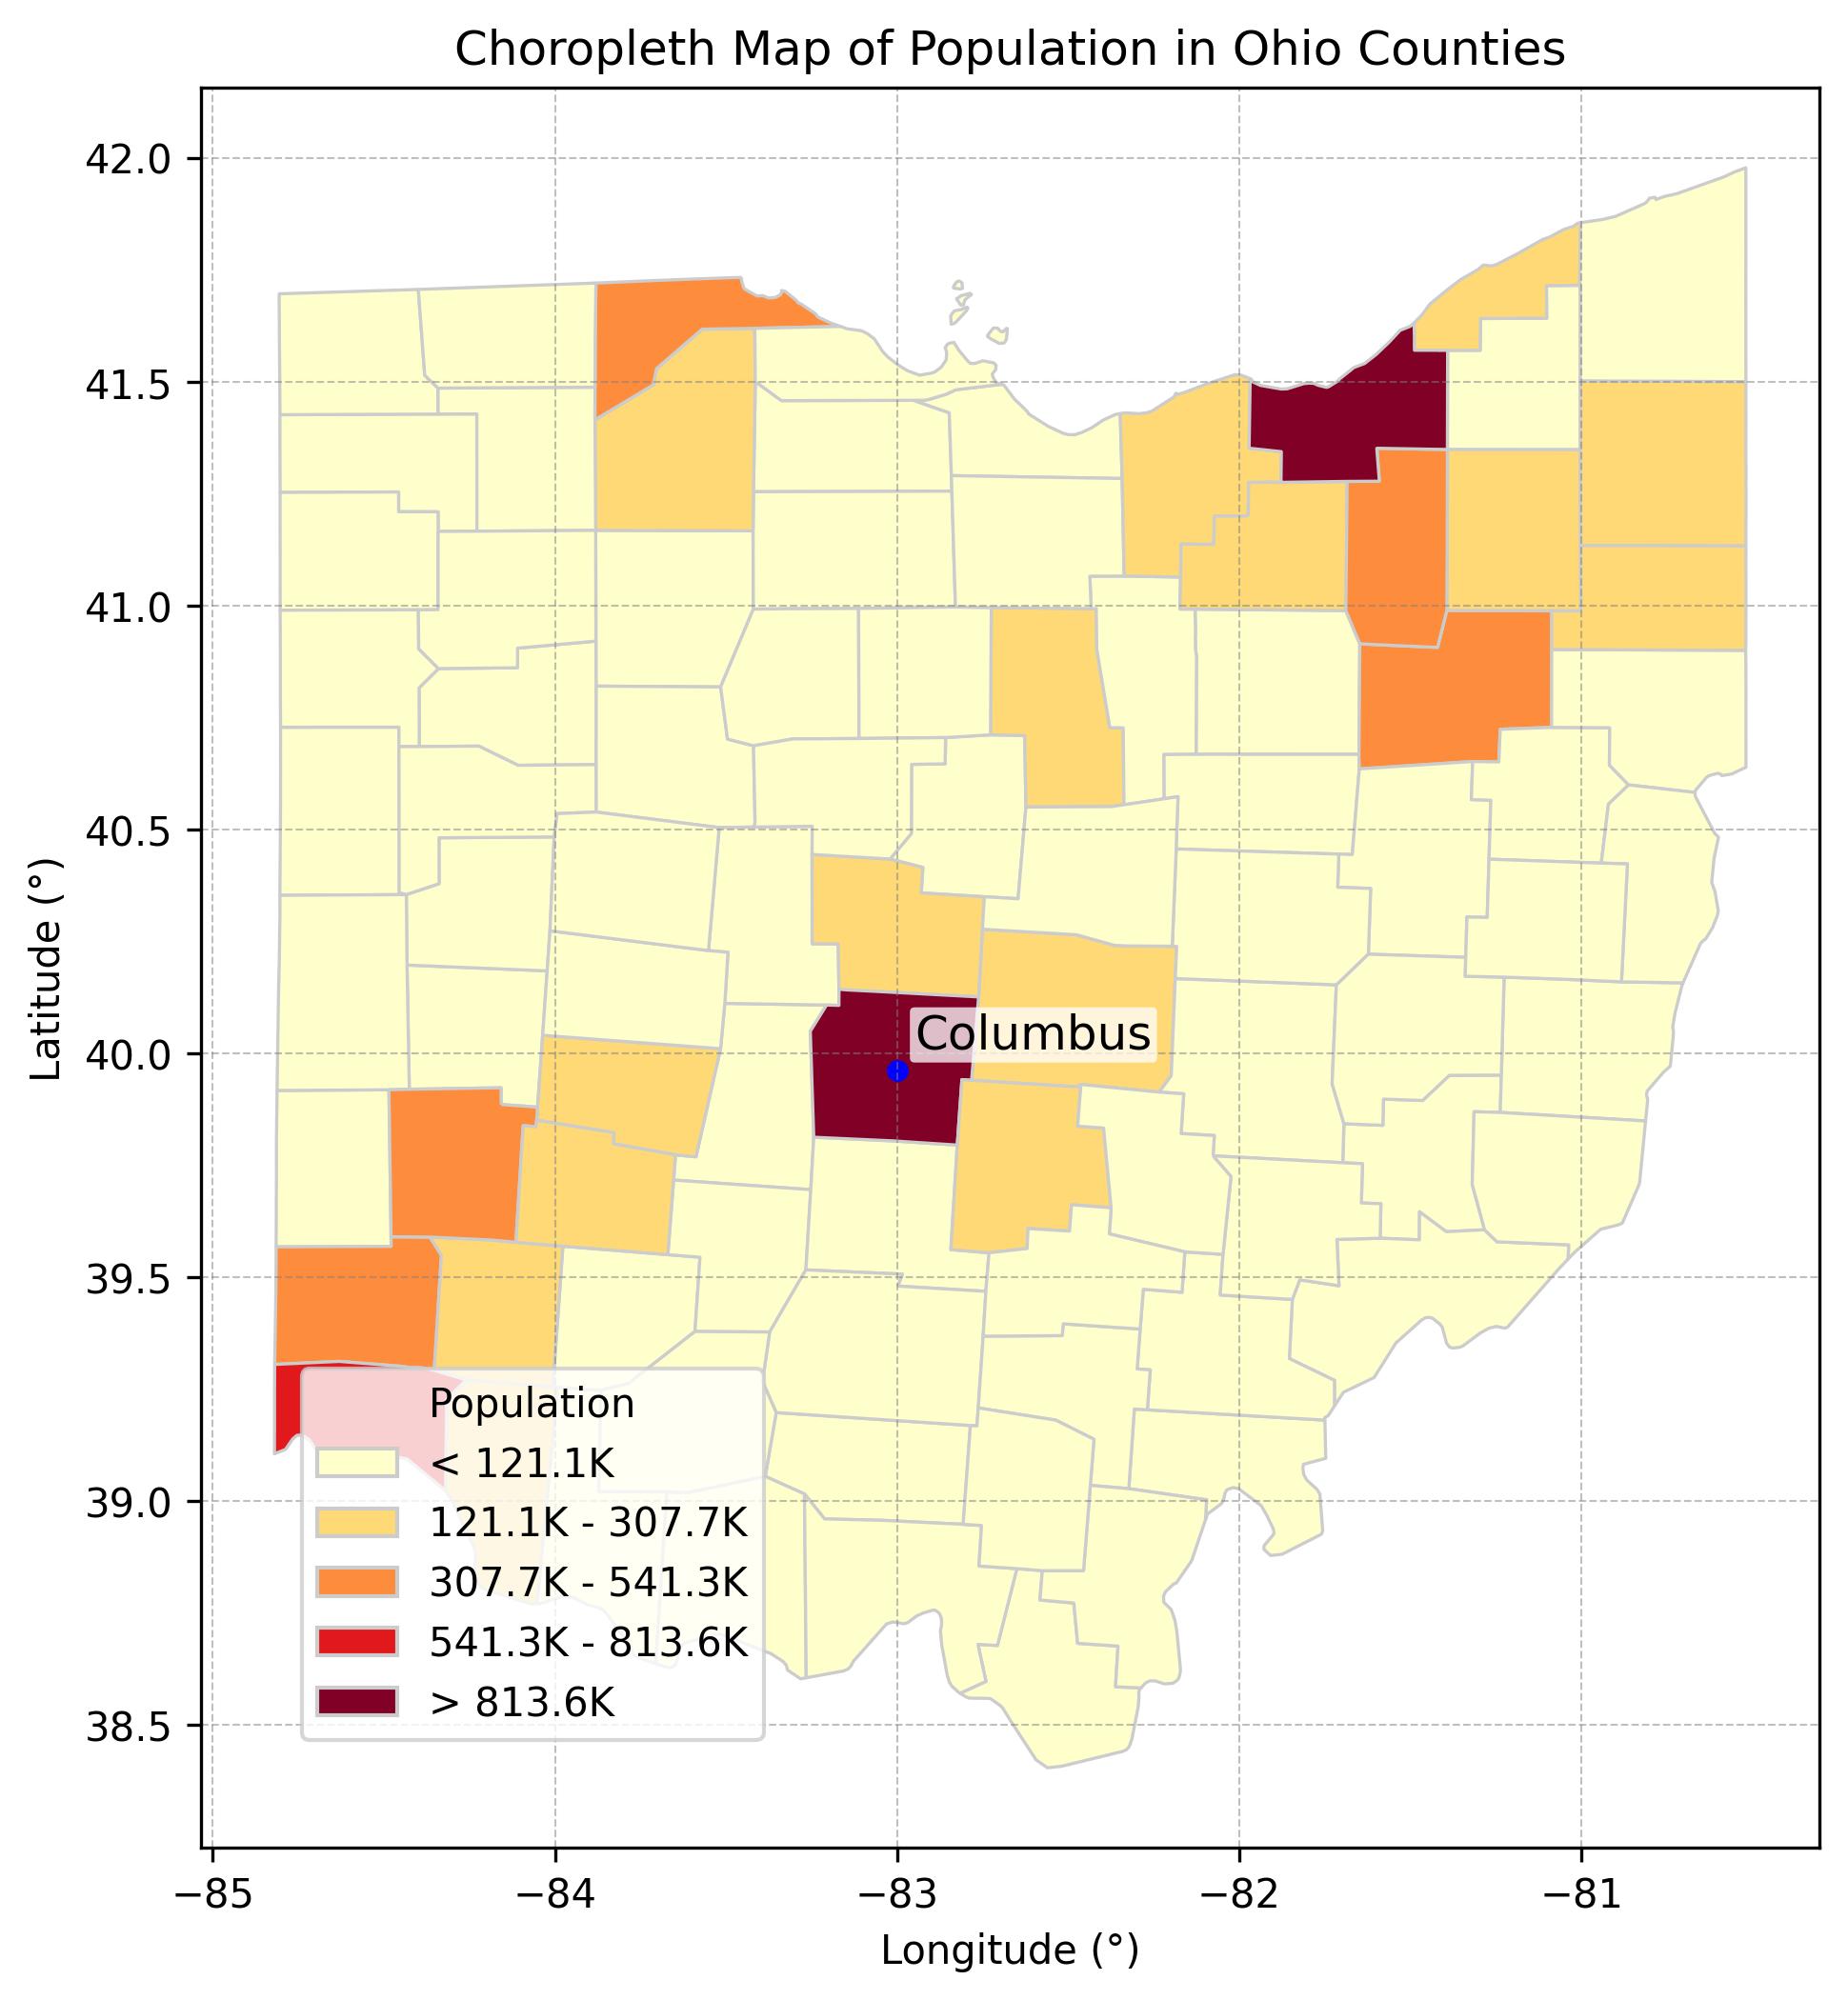 Choropleth Map of Population in Ohio Counties
42.0
41.5
41.0
40.5
40.0
39.5
39.0
38.5
Latitude (°)
Columbus
Population
< 121.1K
121.1K - 307.7K
307.7K - 541.3K
541.3K - 813.6K
> 813.6K
−85
−84
−83
−82
−81
Longitude (°)